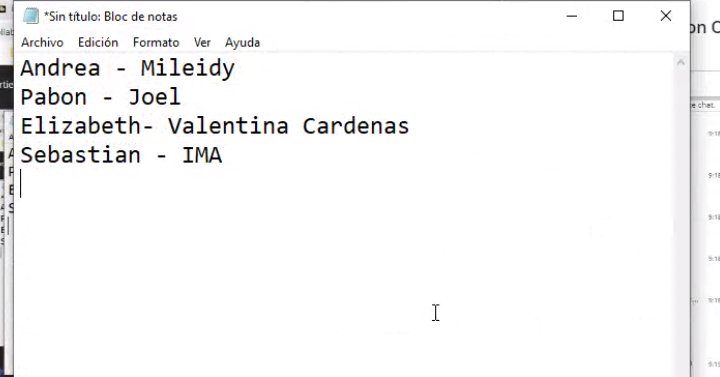 *Sin título: Bloc de notas
Archivo Edición Formato Ver Ayuda
Andrea - Mileidy
Pabon - Joel
Elizabeth- Valentina Cardenas
Sebastian - IMA
e chat.